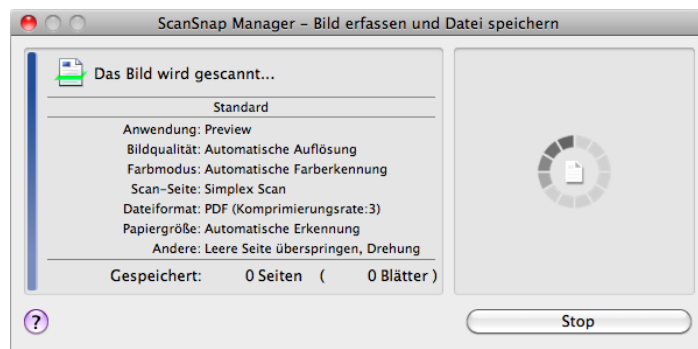 ScanSnap Manager – Bild erfassen und Datei speichern
Das Bild wird gescannt...
Standard
Anwendung: Preview
Bildqualität: Automatische Auflösung
Farbmodus: Automatische Farberkennung
Scan-Seite: Simplex Scan
Dateiformat: PDF (Komprimierungsrate:3)
Papiergröße: Automatische Erkennung
Andere: Leere Seite überspringen, Drehung
Gespeichert: 0 Seiten ( 0 Blätter )
? Stop